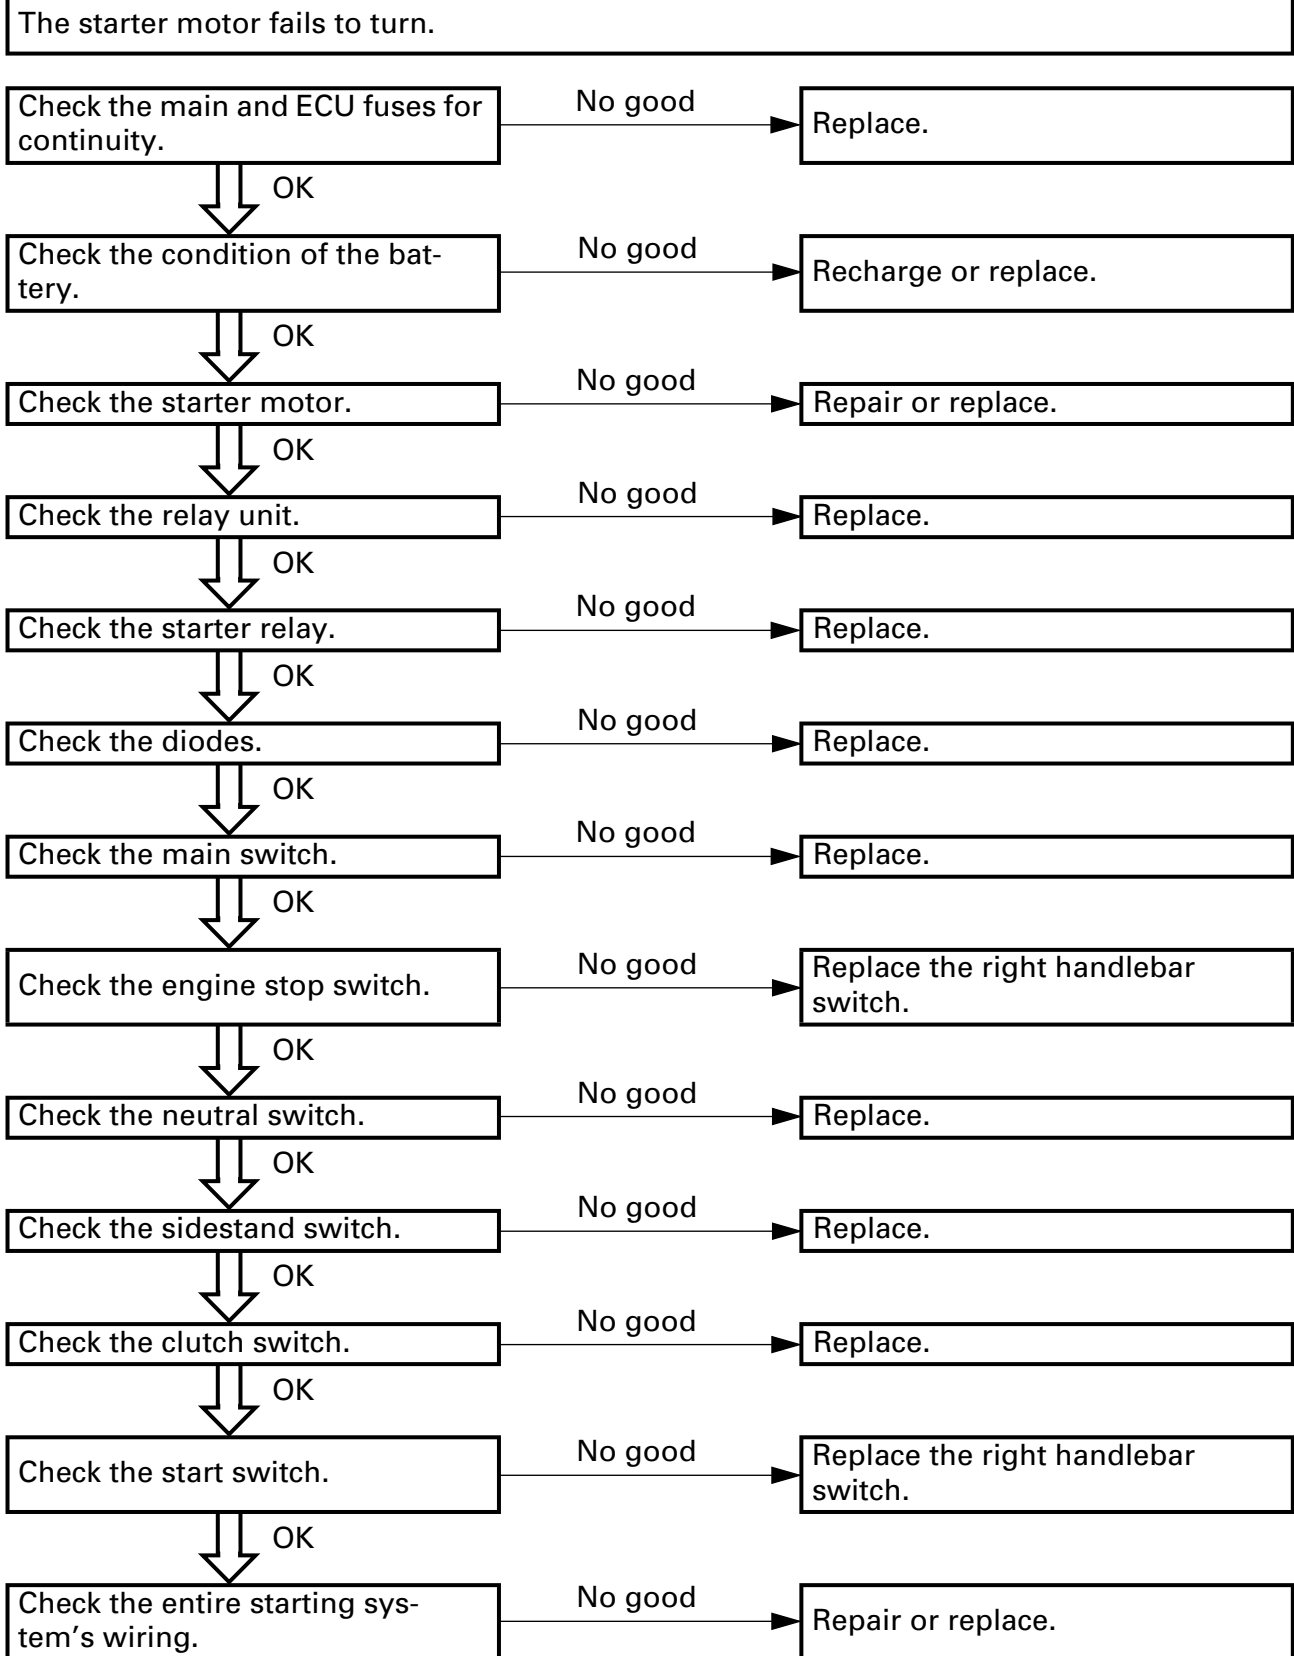 The starter motor fails to turn.
Check the main and ECU fuses for
continuity.
No good
Replace.
OK
Check the condition of the bat-
tery.
No good
Recharge or replace.
OK
Check the starter motor.
No good
Repair or replace.
OK
Check the relay unit.
No good
Replace.
OK
Check the starter relay.
No good
Replace.
OK
Check the diodes.
No good
Replace.
OK
Check the main switch.
No good
Replace.
OK
Check the engine stop switch.
No good
Replace the right handlebar
switch.
OK
Check the neutral switch.
No good
Replace.
OK
Check the sidestand switch.
No good
Replace.
OK
Check the clutch switch.
No good
Replace.
OK
Check the start switch.
No good
Replace the right handlebar
switch.
OK
Check the entire starting sys-
tem's wiring.
No good
Repair or replace.